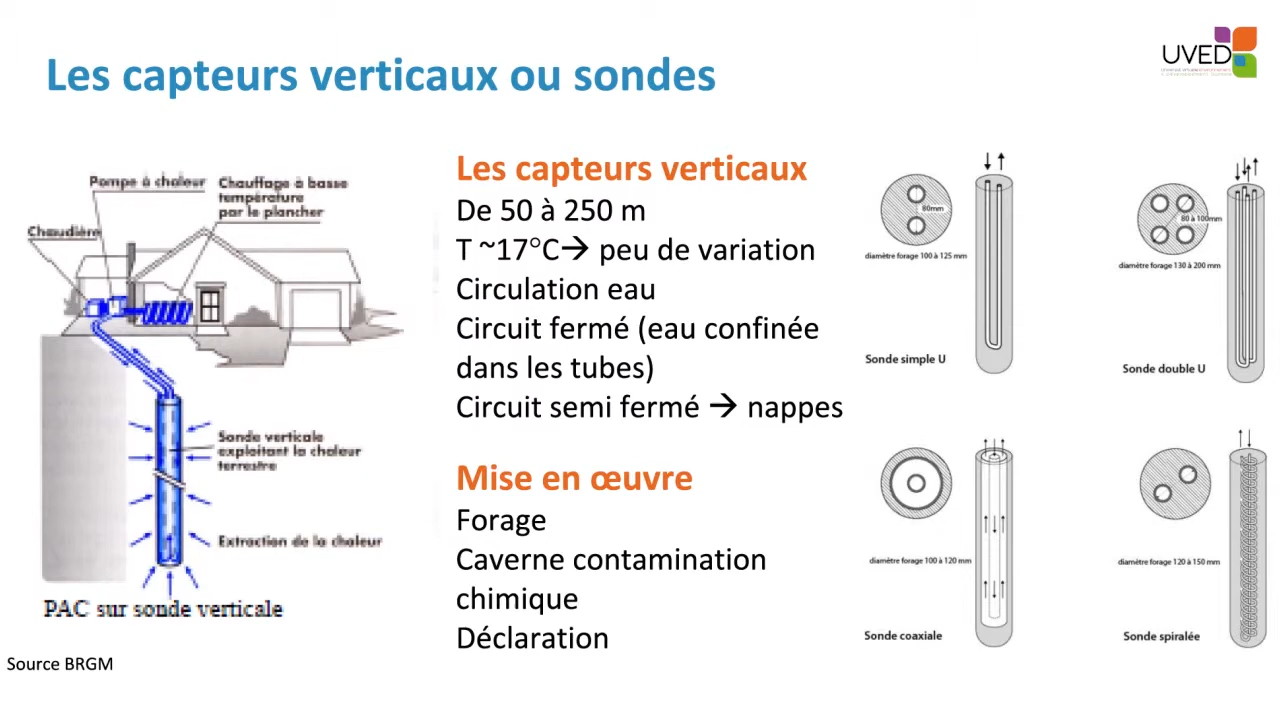 Les capteurs verticaux ou sondes
UVED
Pompe à chaleur
Chauffage à basse
température
par le plancher
Chaudière
Sonde verticale
exploitant la chaleur
terrestre
Extraction de la chaleur
PAC sur sonde verticale
Source BRGM
Les capteurs verticaux
De 50 à 250 m
T ~17°C→ peu de variation
Circulation eau
Circuit fermé (eau confinée
dans les tubes)
Circuit semi fermé → nappes
Mise en œuvre
Forage
Caverne contamination
chimique
Déclaration
80mm
diamètre forage 100 à 125 mm
Sonde simple U
80 à 100mm
diamètre forage 130 à 200 mm
Sonde double U
diamètre forage 100 à 120 mm
Sonde coaxiale
diamètre forage 120 à 150 mm
Sonde spiralée